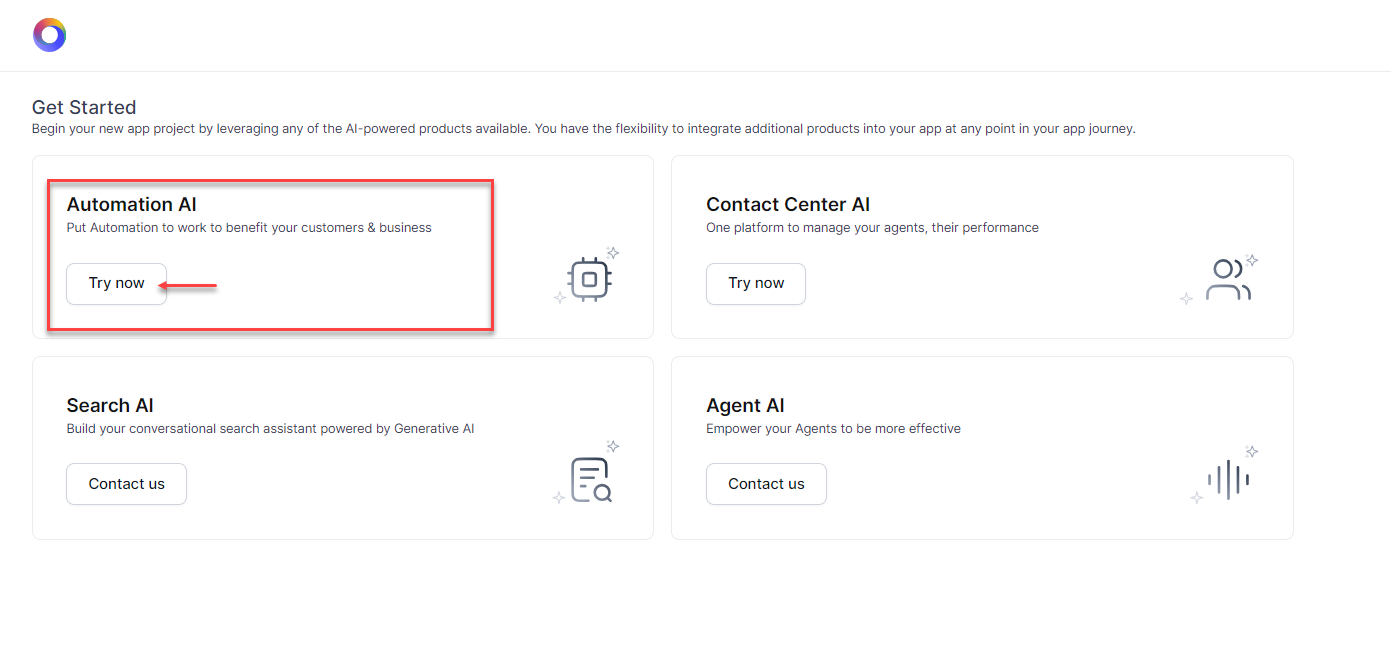 Get Started
Begin your new app project by leveraging any of the AI-powered products available. You have the flexibility to integrate additional products into your app at any point in your app journey.
Automation AI
Put Automation to work to benefit your customers & business
Try now
Contact Center AI
One platform to manage your agents, their performance
Try now
Search AI
Build your conversational search assistant powered by Generative AI
Contact us
Agent AI
Empower your Agents to be more effective
Contact us